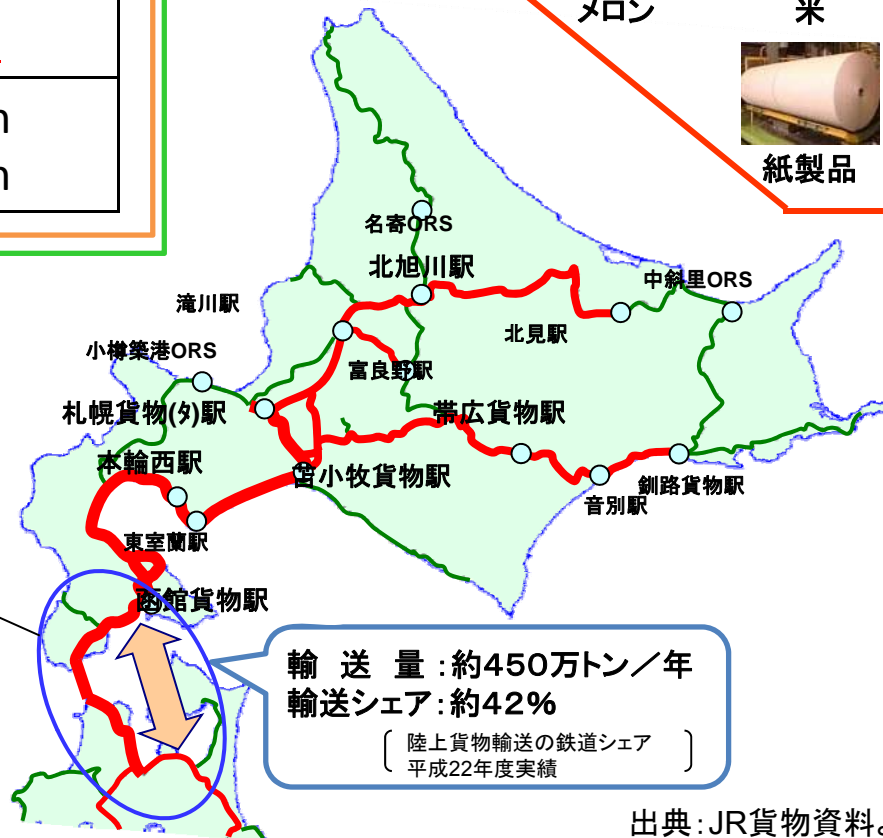 メロン
米
紙製品
名寄ORS
北旭川駅
中斜里ORS
滝川駅
北見駅
小樽築港ORS
富良野駅
札幌貨物(タ)駅
帯広貨物駅
本輪西駅
苫小牧貨物駅
釧路貨物駅
音別駅
東室蘭駅
函館貨物駅
輸 送 量:約450万トン/年
輸送シェア:約42%
陸上貨物輸送の鉄道シェア
平成22年度実績
出典:JR貨物資料